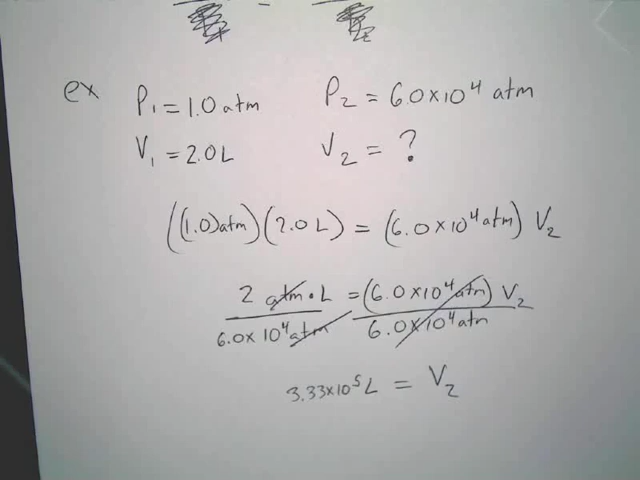 ex P₁ = 1.0 atm P₂ = 6.0×10⁴ atm
V₁ = 2.0 L V₂ = ?
((1.0)atm)(2.0 L) = (6.0×10⁴ atm) V₂
2 atm · L = (6.0×10⁴ atm) V₂
6.0×10⁴ atm 6.0×10⁴ atm
3.33×10⁵ L = V₂